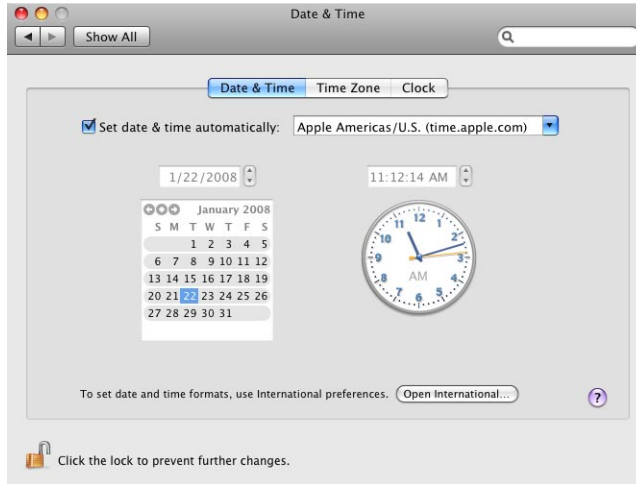 Date & Time
Show All
Date & Time Time Zone Clock
Set date & time automatically: Apple Americas/U.S. (time.apple.com)
1/22/2008 11:12:14 AM
January 2008
S M T W T F S
1 2 3 4 5
6 7 8 9 10 11 12
13 14 15 16 17 18 19
20 21 22 23 24 25 26
27 28 29 30 31
12
11 1
10 2
9 3
AM
8 4
7 6 5
To set date and time formats, use International preferences. Open International...
?
Click the lock to prevent further changes.